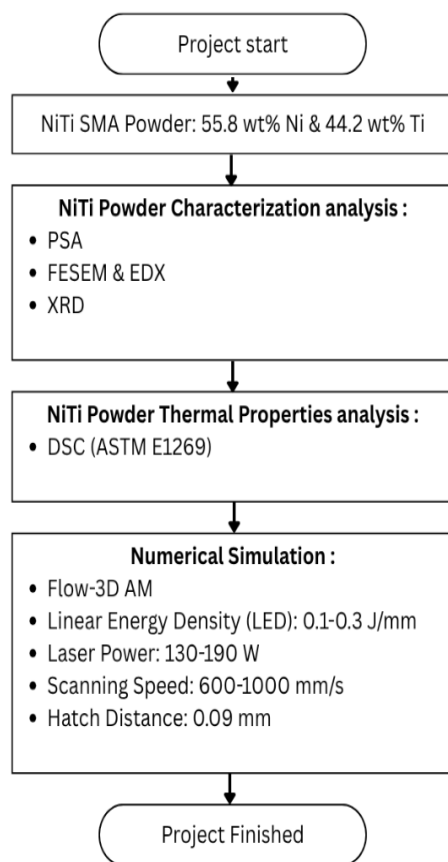 Project start
NiTi SMA Powder: 55.8 wt% Ni & 44.2 wt% Ti
NiTi Powder Characterization analysis :
• PSA
• FESEM & EDX
• XRD
NiTi Powder Thermal Properties analysis :
• DSC (ASTM E1269)
Numerical Simulation :
• Flow-3D AM
• Linear Energy Density (LED): 0.1-0.3 J/mm
• Laser Power: 130-190 W
• Scanning Speed: 600-1000 mm/s
• Hatch Distance: 0.09 mm
Project Finished